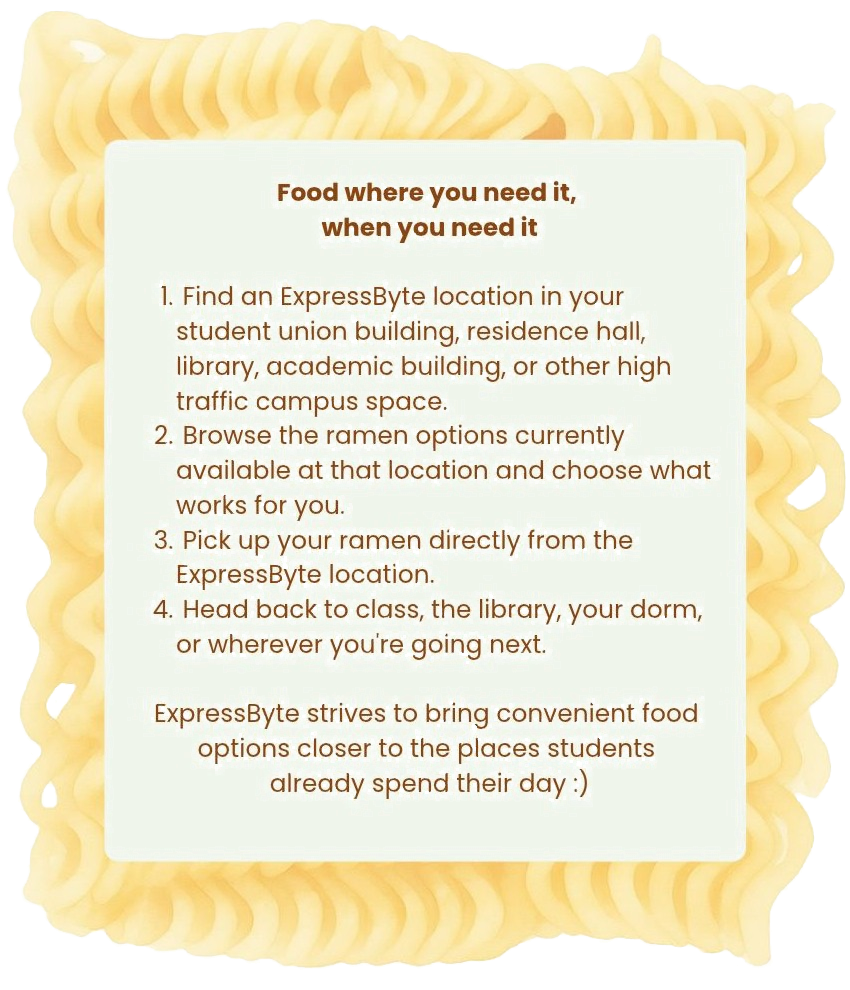 Food where you need it,
when you need it
1. Find an ExpressByte location in your
student union building, residence hall,
library, academic building, or other high
traffic campus space.
2. Browse the ramen options currently
available at that location and choose what
works for you.
3. Pick up your ramen directly from the
ExpressByte location.
4. Head back to class, the library, your dorm,
or wherever you're going next.
ExpressByte strives to bring convenient food
options closer to the places students
already spend their day :)